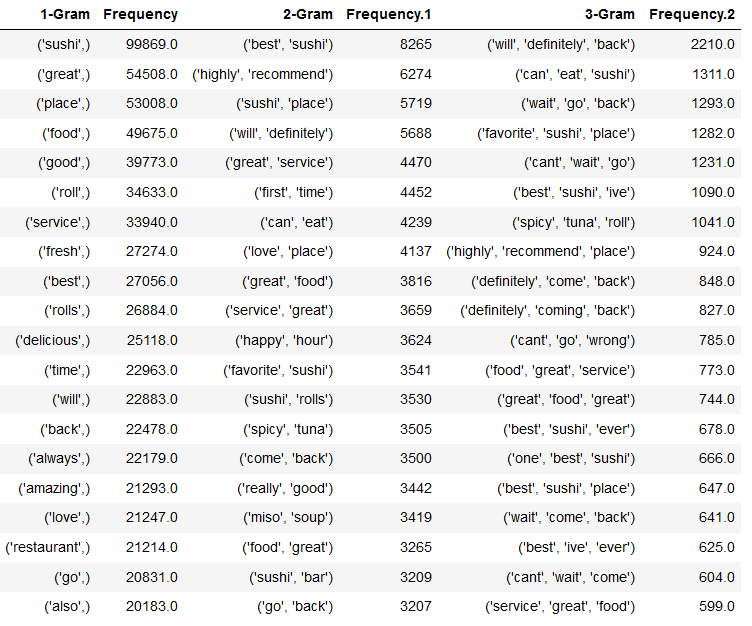 1-Gram Frequency 2-Gram Frequency.1 3-Gram Frequency.2
('sushi',) 99869.0 ('best', 'sushi') 8265 ('will', 'definitely', 'back') 2210.0
('great',) 54508.0 ('highly', 'recommend') 6274 ('can', 'eat', 'sushi') 1311.0
('place',) 53008.0 ('sushi', 'place') 5719 ('wait', 'go', 'back') 1293.0
('food',) 49675.0 ('will', 'definitely') 5688 ('favorite', 'sushi', 'place') 1282.0
('good',) 39773.0 ('great', 'service') 4470 ('cant', 'wait', 'go') 1231.0
('roll',) 34633.0 ('first', 'time') 4452 ('best', 'sushi', 'ive') 1090.0
('service',) 33940.0 ('can', 'eat') 4239 ('spicy', 'tuna', 'roll') 1041.0
('fresh',) 27274.0 ('love', 'place') 4137 ('highly', 'recommend', 'place') 924.0
('best',) 27056.0 ('great', 'food') 3816 ('definitely', 'come', 'back') 848.0
('rolls',) 26884.0 ('service', 'great') 3659 ('definitely', 'coming', 'back') 827.0
('delicious',) 25118.0 ('happy', 'hour') 3624 ('cant', 'go', 'wrong') 785.0
('time',) 22963.0 ('favorite', 'sushi') 3541 ('food', 'great', 'service') 773.0
('will',) 22883.0 ('sushi', 'rolls') 3530 ('great', 'food', 'great') 744.0
('back',) 22478.0 ('spicy', 'tuna') 3505 ('best', 'sushi', 'ever') 678.0
('always',) 22179.0 ('come', 'back') 3500 ('one', 'best', 'sushi') 666.0
('amazing',) 21293.0 ('really', 'good') 3442 ('best', 'sushi', 'place') 647.0
('love',) 21247.0 ('miso', 'soup') 3419 ('wait', 'come', 'back') 641.0
('restaurant',) 21214.0 ('food', 'great') 3265 ('best', 'ive', 'ever') 625.0
('go',) 20831.0 ('sushi', 'bar') 3209 ('cant', 'wait', 'come') 604.0
('also',) 20183.0 ('go', 'back') 3207 ('service', 'great', 'food') 599.0